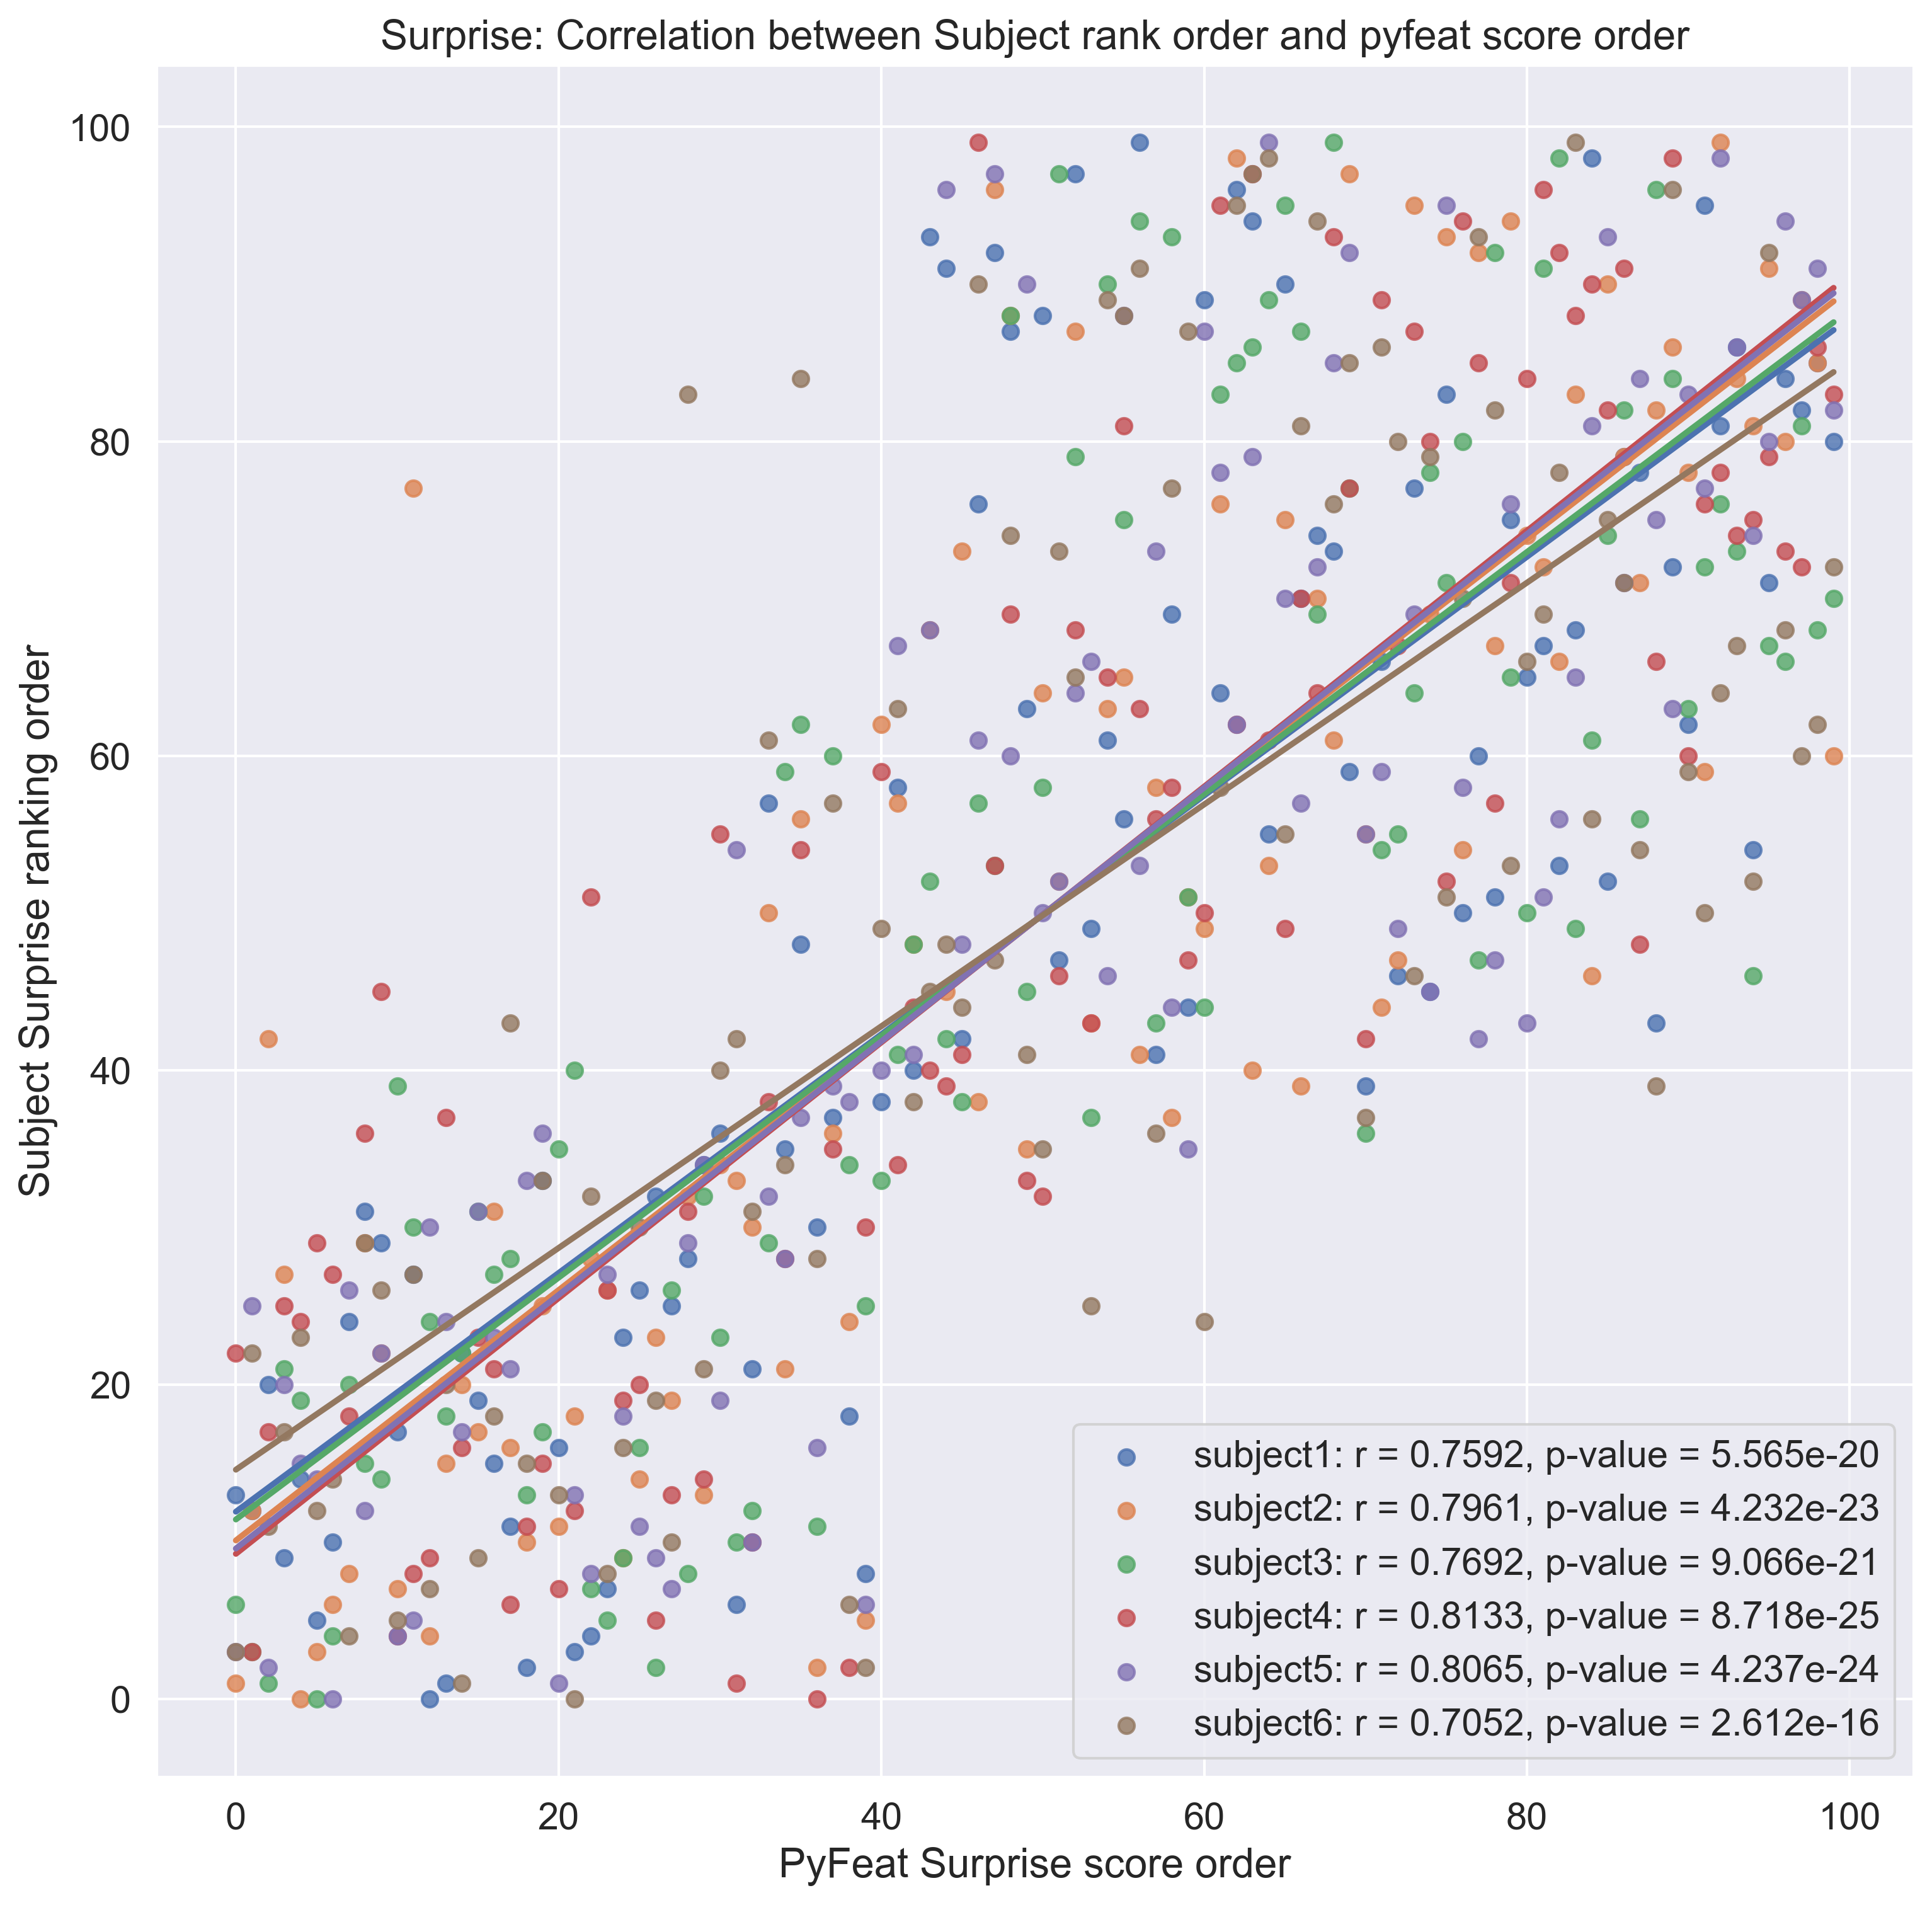 Surprise: Correlation between Subject rank order and pyfeat score order
100
80
60
40
20
0
Subject Surprise ranking order
subject1: r = 0.7592, p-value = 5.565e-20
subject2: r = 0.7961, p-value = 4.232e-23
subject3: r = 0.7692, p-value = 9.066e-21
subject4: r = 0.8133, p-value = 8.718e-25
subject5: r = 0.8065, p-value = 4.237e-24
subject6: r = 0.7052, p-value = 2.612e-16
0 20 40 60 80 100
PyFeat Surprise score order